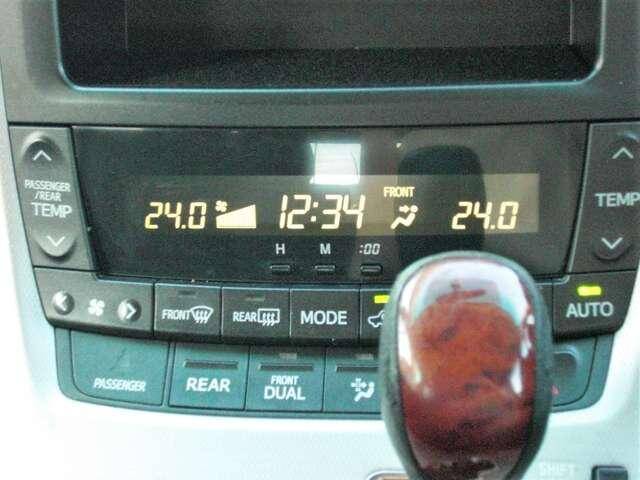 PASSENGER
/REAR
TEMP
24.0 12:34 FRONT 24.0
TEMP
H M :00
FRONT REAR MODE AUTO
PASSENGER REAR FRONT
DUAL
SHIFT